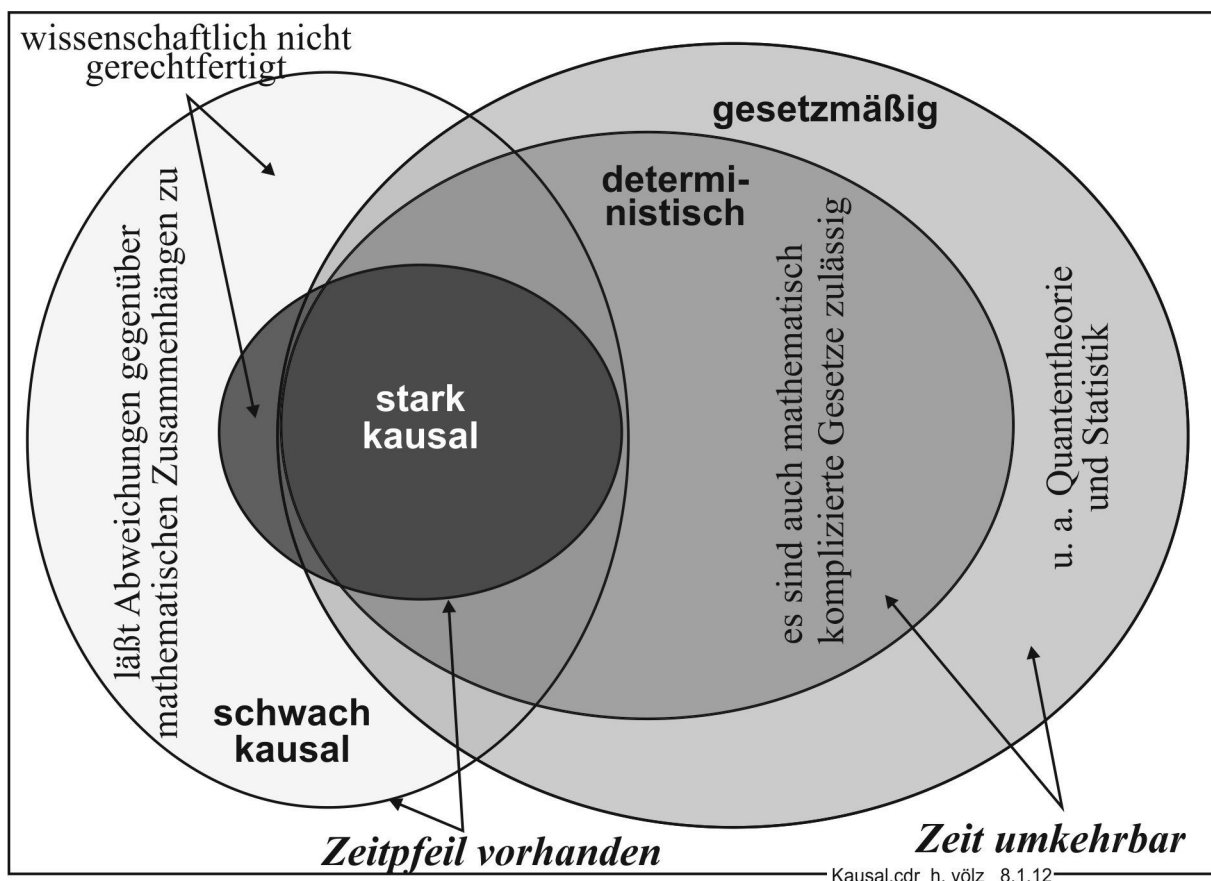 wissenschaftlich nicht
gerechtfertigt
gesetzmäßig
determi-
nistisch
läßt Abweichungen gegenüber
mathematischen Zusammenhängen zu
stark
kausal
es sind auch mathematisch
komplizierte Gesetze zulässig
u. a. Quantentheorie
und Statistik
schwach
kausal
Zeitpfeil vorhanden
Zeit umkehrbar
Kausal.cdr h. völz 8.1.12